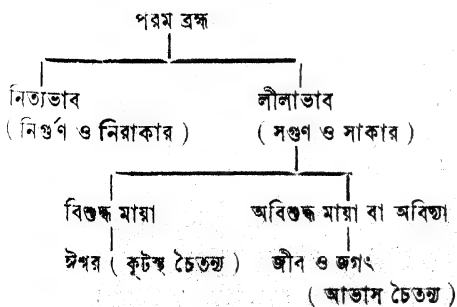 পরম ব্রহ্ম
নিত্যভাব
লীলাভাব
( নির্গুণ ও নিরাকার )
( সগুণ ও সাকার )
বিশুদ্ধ মায়া
অবিশুদ্ধ মায়া বা অবিদ্যা
ঈশ্বর ( কূটস্থ চৈতন্য )
জীব ও জগৎ
( আভাস চৈতন্য )